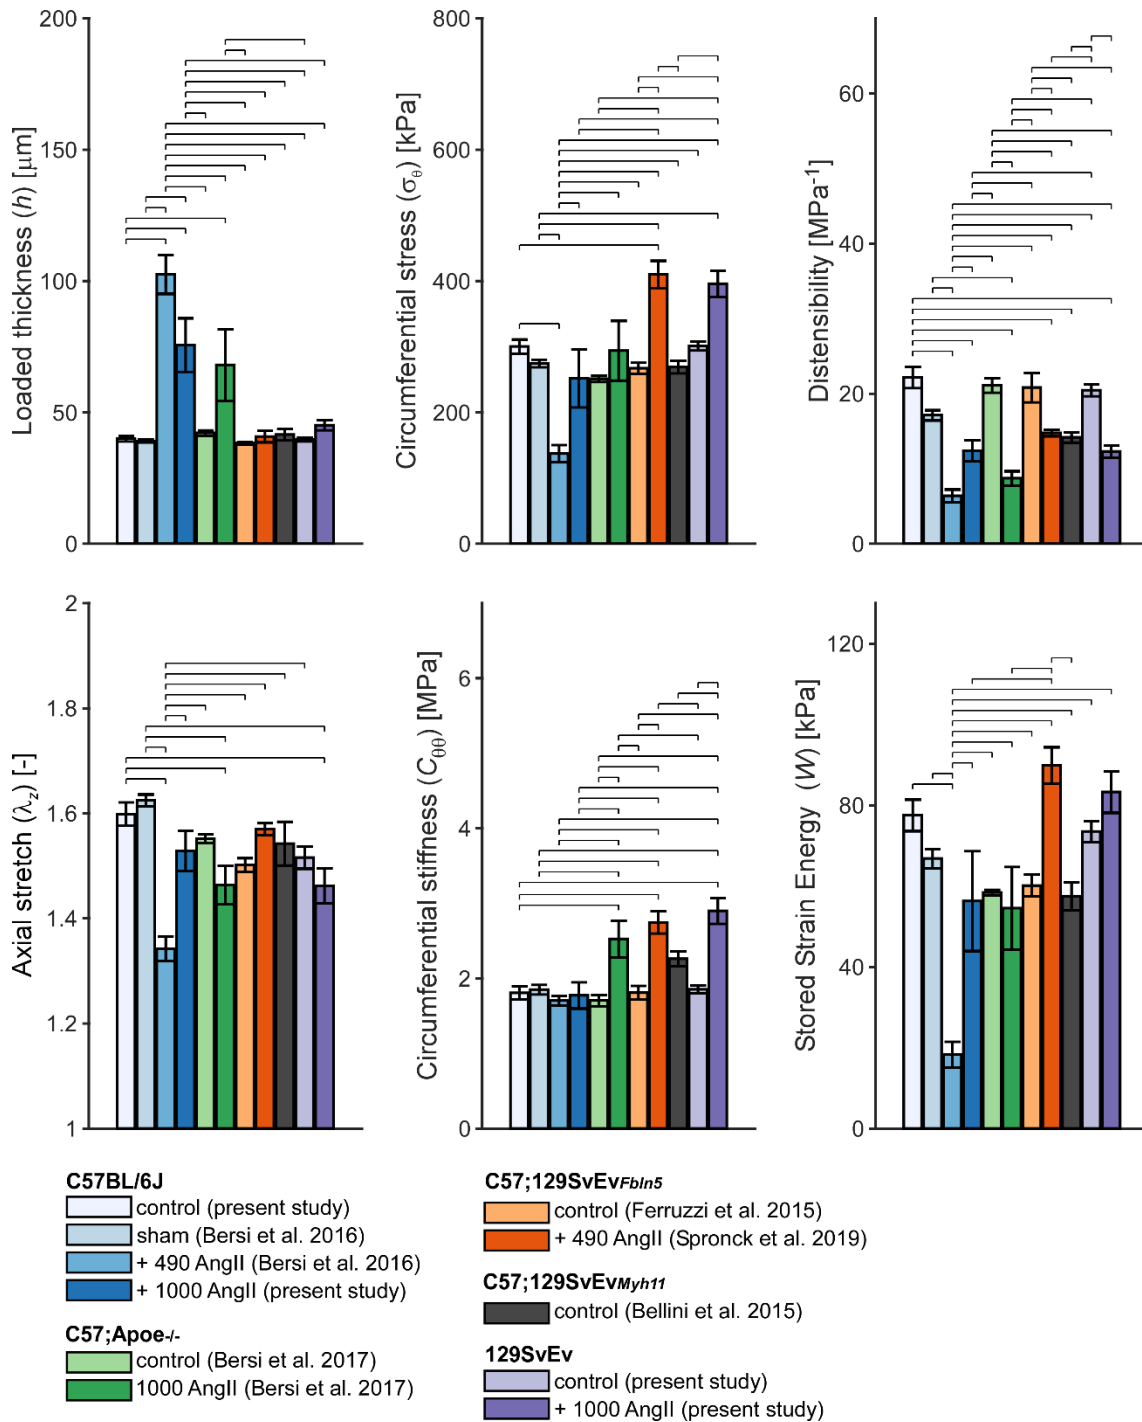 Loaded thickness (h) [μm]
200
150
100
50
0
Circumferential stress (σθ) [kPa]
800
600
400
200
0
Distensibility [MPa-1]
60
40
20
0
Axial stretch (λz) [-]
2
1.8
1.6
1.4
1.2
1
Circumferential stiffness (Cθθ) [MPa]
6
4
2
0
Stored Strain Energy (W) [kPa]
120
80
40
0
C57BL/6J
control (present study)
sham (Bersi et al. 2016)
+ 490 AngII (Bersi et al. 2016)
+ 1000 AngII (present study)
C57;Apoe-/-
control (Bersi et al. 2017)
1000 AngII (Bersi et al. 2017)
C57;129SvEvFbln5
control (Ferruzzi et al. 2015)
+ 490 AngII (Spronck et al. 2019)
C57;129SvEvMyh11
control (Bellini et al. 2015)
129SvEv
control (present study)
+ 1000 AngII (present study)